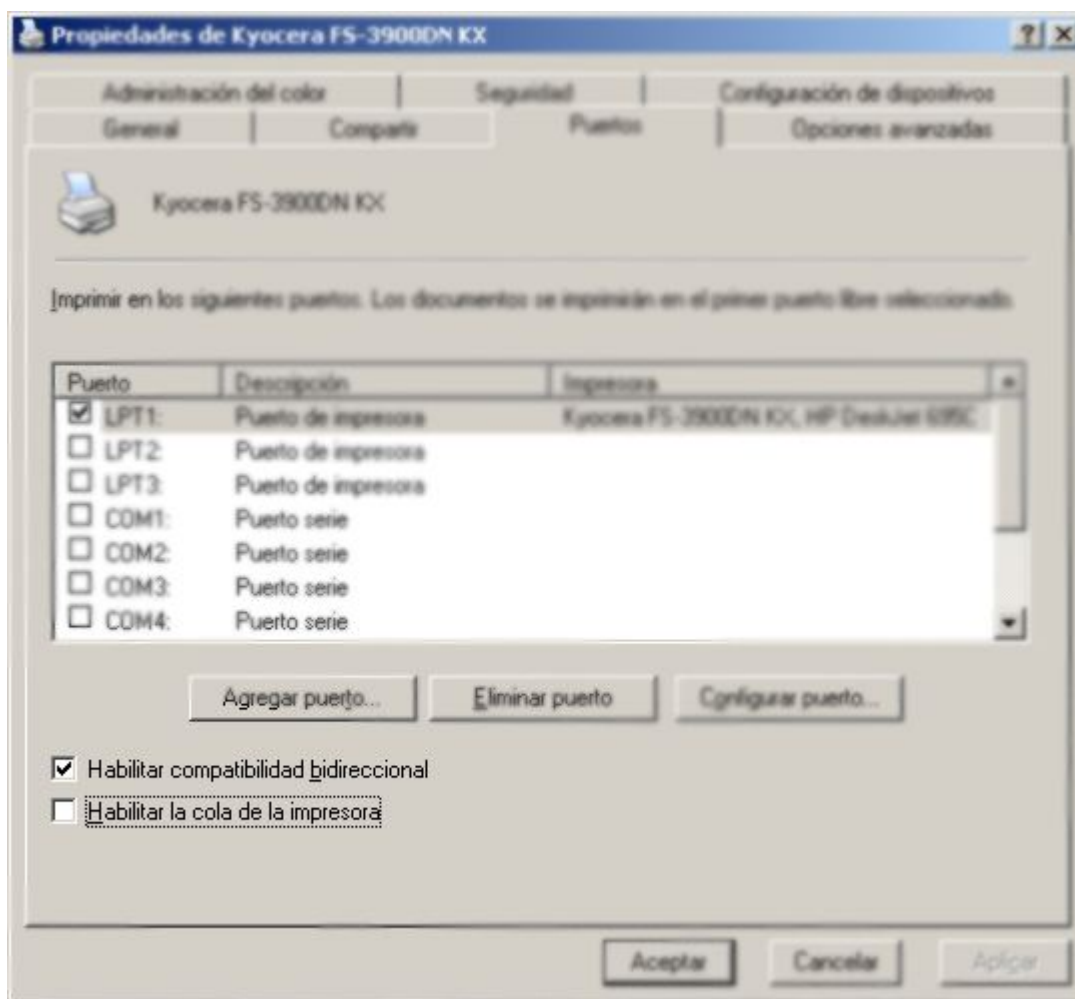 Propiedades de Kyocera FS-3900DN KX
Administración del color Seguridad Configuración de dispositivos
General Compartir Puertos Opciones avanzadas
Kyocera FS-3900DN KX
Imprimir en los siguientes puertos. Los documentos se imprimirán en el primer puerto libre seleccionado.
Puerto Descripción Impresora
LPT1: Puerto de impresora Kyocera FS-3900DN KX, HP DeskJet 695C
LPT2: Puerto de impresora
LPT3: Puerto de impresora
COM1: Puerto serie
COM2: Puerto serie
COM3: Puerto serie
COM4: Puerto serie
Agregar puerto... Eliminar puerto Configurar puerto...
Habilitar compatibilidad bidireccional
Habilitar la cola de la impresora
Aceptar Cancelar Aplicar